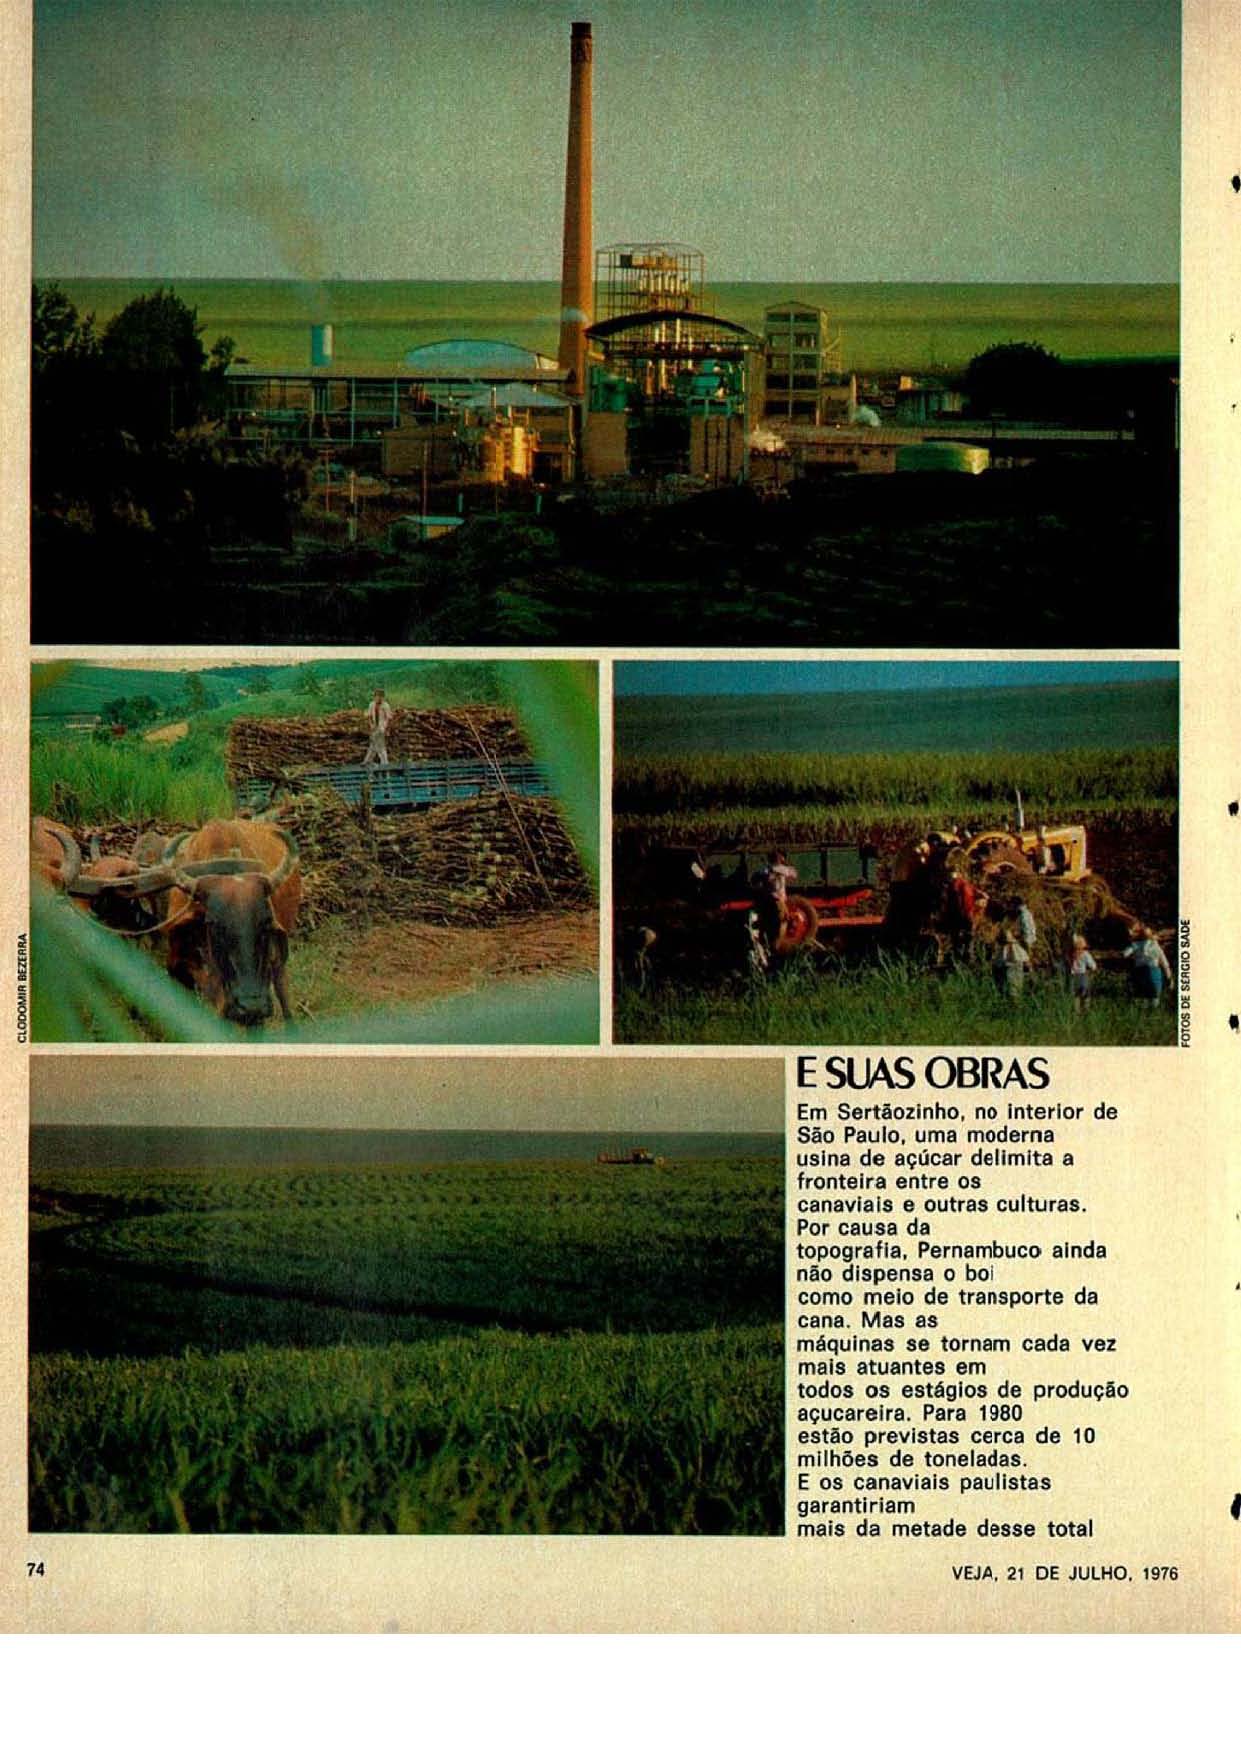 CLODOMIR BEZERRA
FOTOS DE SÉRGIO SADE
E SUAS OBRAS
Em Sertãozinho, no interior de
São Paulo, uma moderna
usina de açúcar delimita a
fronteira entre os
canaviais e outras culturas.
Por causa da
topografia, Pernambuco ainda
não dispensa o boi
como meio de transporte da
cana. Mas as
máquinas se tornam cada vez
mais atuantes em
todos os estágios de produção
açucareira. Para 1980
estão previstas cerca de 10
milhões de toneladas.
E os canaviais paulistas
garantiriam
mais da metade desse total
74
VEJA, 21 DE JULHO, 1976